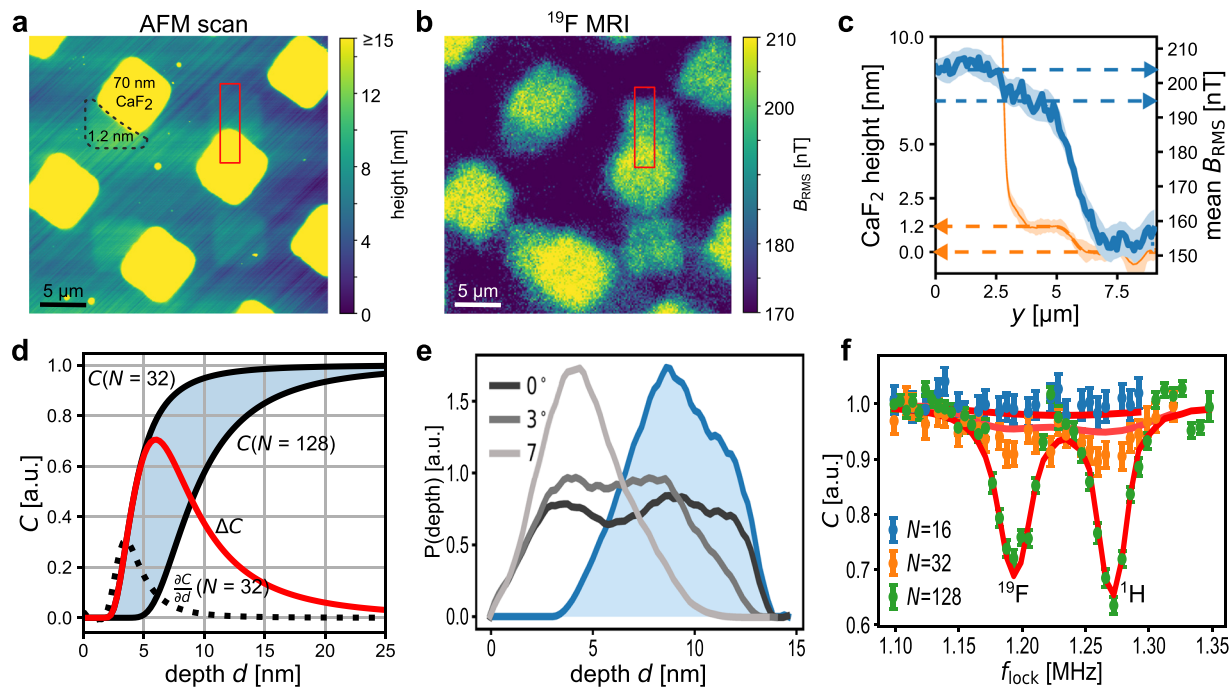 a
AFM scan
70 nm
CaF₂
1.2 nm
5 µm
≥15
12
8
4
0
height [nm]
b
¹⁹F MRI
5 µm
210
200
190
180
170
B_RMS [nT]
c
10.0
7.5
5.0
2.5
1.2
0.0
CaF₂ height [nm]
210
200
190
180
170
160
150
mean B_RMS [nT]
0
2.5
5.0
7.5
y [µm]
d
1.0
0.8
0.6
0.4
0.2
0.0
C [a.u.]
C(N = 32)
C(N = 128)
ΔC
∂C/∂d (N = 32)
0
5
10
15
20
25
depth d [nm]
e
1.5
1.0
0.5
0.0
P(depth) [a.u.]
0°
3°
7
0
5
10
15
depth d [nm]
f
1.0
0.9
0.8
0.7
0.6
C [a.u.]
N=16
N=32
N=128
¹⁹F
¹H
1.10
1.15
1.20
1.25
1.30
1.35
f_lock [MHz]